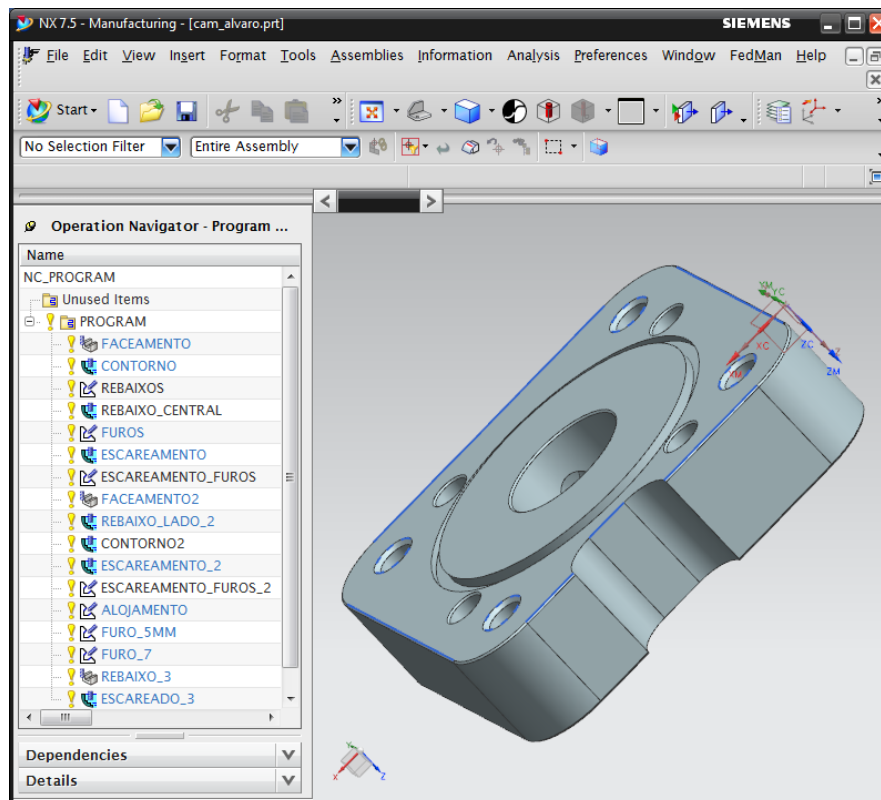 NX 7.5 - Manufacturing - [cam_alvaro.prt] SIEMENS
File Edit View Insert Format Tools Assemblies Information Analysis Preferences Window FedMan Help
Start
No Selection Filter Entire Assembly
Operation Navigator - Program ...
Name
NC_PROGRAM
Unused Items
PROGRAM
FACEAMENTO
CONTORNO
REBAIXOS
REBAIXO_CENTRAL
FUROS
ESCAREAMENTO
ESCAREAMENTO_FUROS
FACEAMENTO2
REBAIXO_LADO_2
CONTORNO2
ESCAREAMENTO_2
ESCAREAMENTO_FUROS_2
ALOJAMENTO
FURO_5MM
FURO_7
REBAIXO_3
ESCAREADO_3
Dependencies
Details
YM
YC
XC
ZC
ZM
X
Y
Z